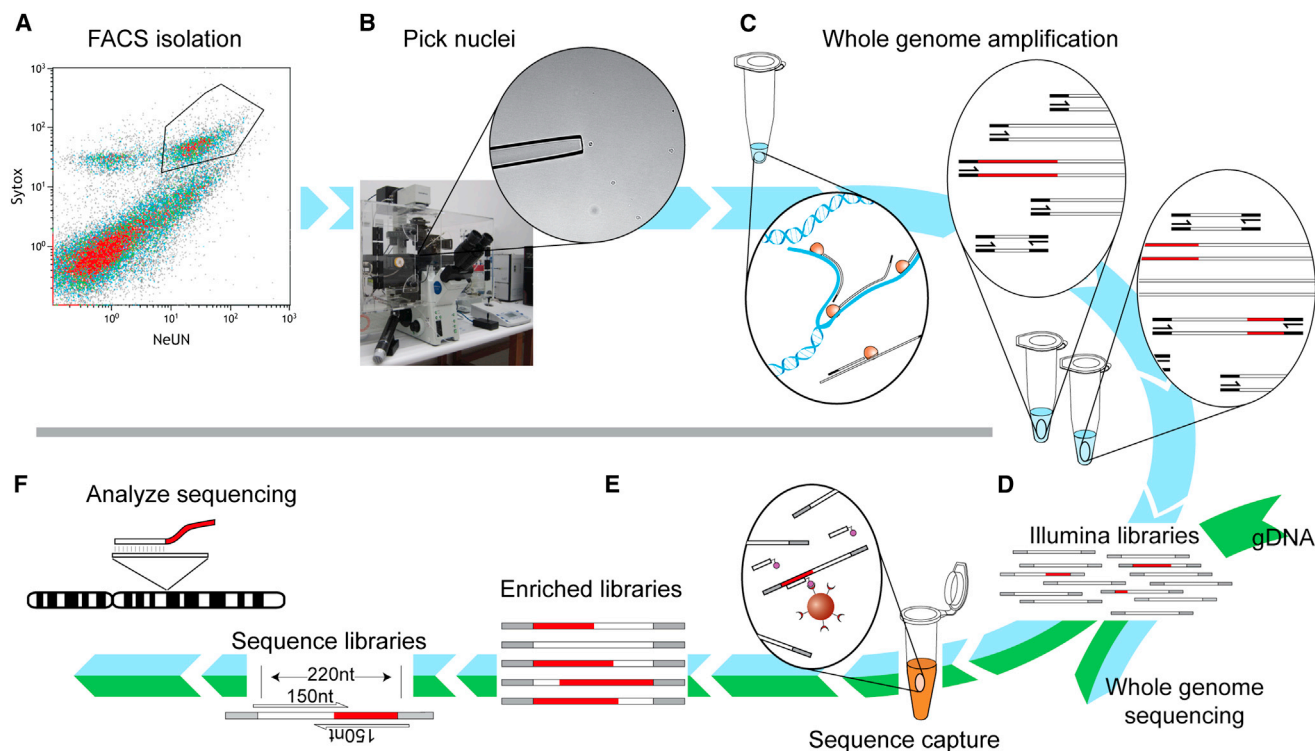 A
FACS isolation
10³
10²
10¹
10⁰
Sytox
10⁰
10¹
10²
10³
NeUN
B
Pick nuclei
C
Whole genome amplification
D
Illumina libraries
gDNA
Whole genome
sequencing
E
Sequence capture
Enriched libraries
F
Analyze sequencing
Sequence libraries
220nt
150nt
150nt